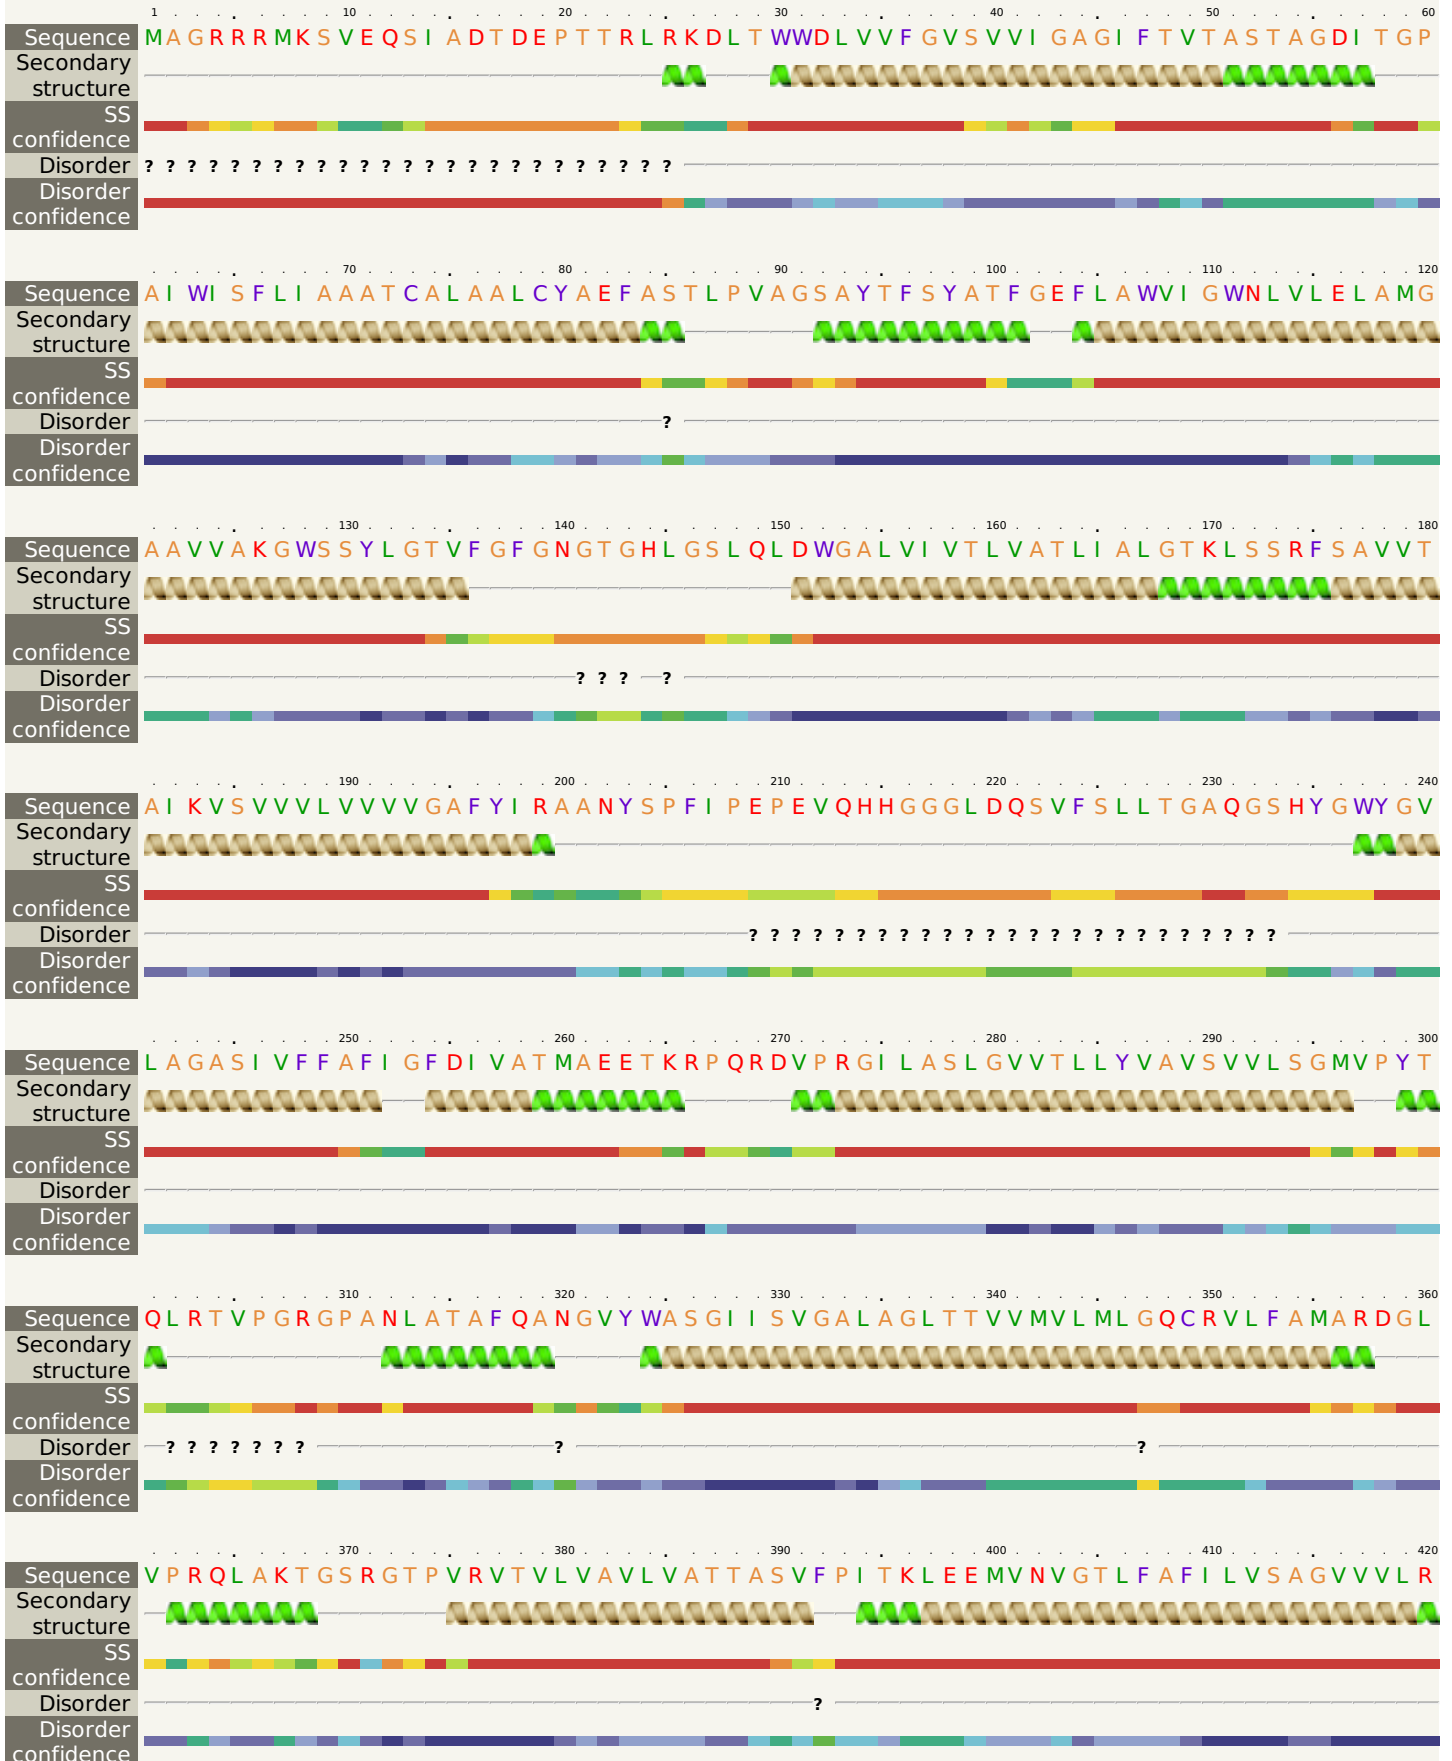 1 . . . . . . . . 10 . . . . . . . . . 20 . . . . . . . . . 30 . . . . . . . . . 40 . . . . . . . . . 50 . . . . . . . . . 60
Sequence MAGRRRMKSVEQSIADTDEPTTRLRKDLTWWDLVVFGVSVVIGAGIFTVTASTAGDITGP
Secondary
structure
SS
confidence
Disorder ? ? ? ? ? ? ? ? ? ? ? ? ? ? ? ? ? ? ? ? ? ? ? ? ?
Disorder
confidence
. . . . . . . . . 70 . . . . . . . . . 80 . . . . . . . . . 90 . . . . . . . . . 100 . . . . . . . . . 110 . . . . . . . . . 120
Sequence AIWISFLIAAATCALAALCYAEFASTLPVAGSAYTFSYATFGEFLAWVIGWNLVLELAMG
Secondary
structure
SS
confidence
Disorder ?
Disorder
confidence
. . . . . . . . . 130 . . . . . . . . . 140 . . . . . . . . . 150 . . . . . . . . . 160 . . . . . . . . . 170 . . . . . . . . . 180
Sequence AAVVAKGWSSYLGTVFGFGNGTGHLGSLQLDWGALVIVTLVATLIALGTKLSSRFSAVVT
Secondary
structure
SS
confidence
Disorder ? ? ? ?
Disorder
confidence
. . . . . . . . . 190 . . . . . . . . . 200 . . . . . . . . . 210 . . . . . . . . . 220 . . . . . . . . . 230 . . . . . . . . . 240
Sequence AIKVSVVVLVVVVGAFYIRAANYSPFIPEPEVQHHGGGLDQSVFSLLTGAQGSHYGWYGV
Secondary
structure
SS
confidence
Disorder ? ? ? ? ? ? ? ? ? ? ? ? ? ? ? ? ? ? ? ? ? ? ? ? ?
Disorder
confidence
. . . . . . . . . 250 . . . . . . . . . 260 . . . . . . . . . 270 . . . . . . . . . 280 . . . . . . . . . 290 . . . . . . . . . 300
Sequence LAGASIVFFAFIGFDIVATMAEETKRPQRDVPRGILASLGVVTLLYVAVSVVLSGMVPYT
Secondary
structure
SS
confidence
Disorder
Disorder
confidence
. . . . . . . . . 310 . . . . . . . . . 320 . . . . . . . . . 330 . . . . . . . . . 340 . . . . . . . . . 350 . . . . . . . . . 360
Sequence QLRTVPGRGPANLATAFQANGVYWASGIISVGALAGLTTVVMVLMLGQCRVLFAMARDGL
Secondary
structure
SS
confidence
Disorder ? ? ? ? ? ? ? ? ?
Disorder
confidence
. . . . . . . . . 370 . . . . . . . . . 380 . . . . . . . . . 390 . . . . . . . . . 400 . . . . . . . . . 410 . . . . . . . . . 420
Sequence VPRQLAKTGSRGTPVRVTVLVAVLVATTASVFPITKLEEMVNVGTLFAFILVSAGVVVLR
Secondary
structure
SS
confidence
Disorder ?
Disorder
confidence